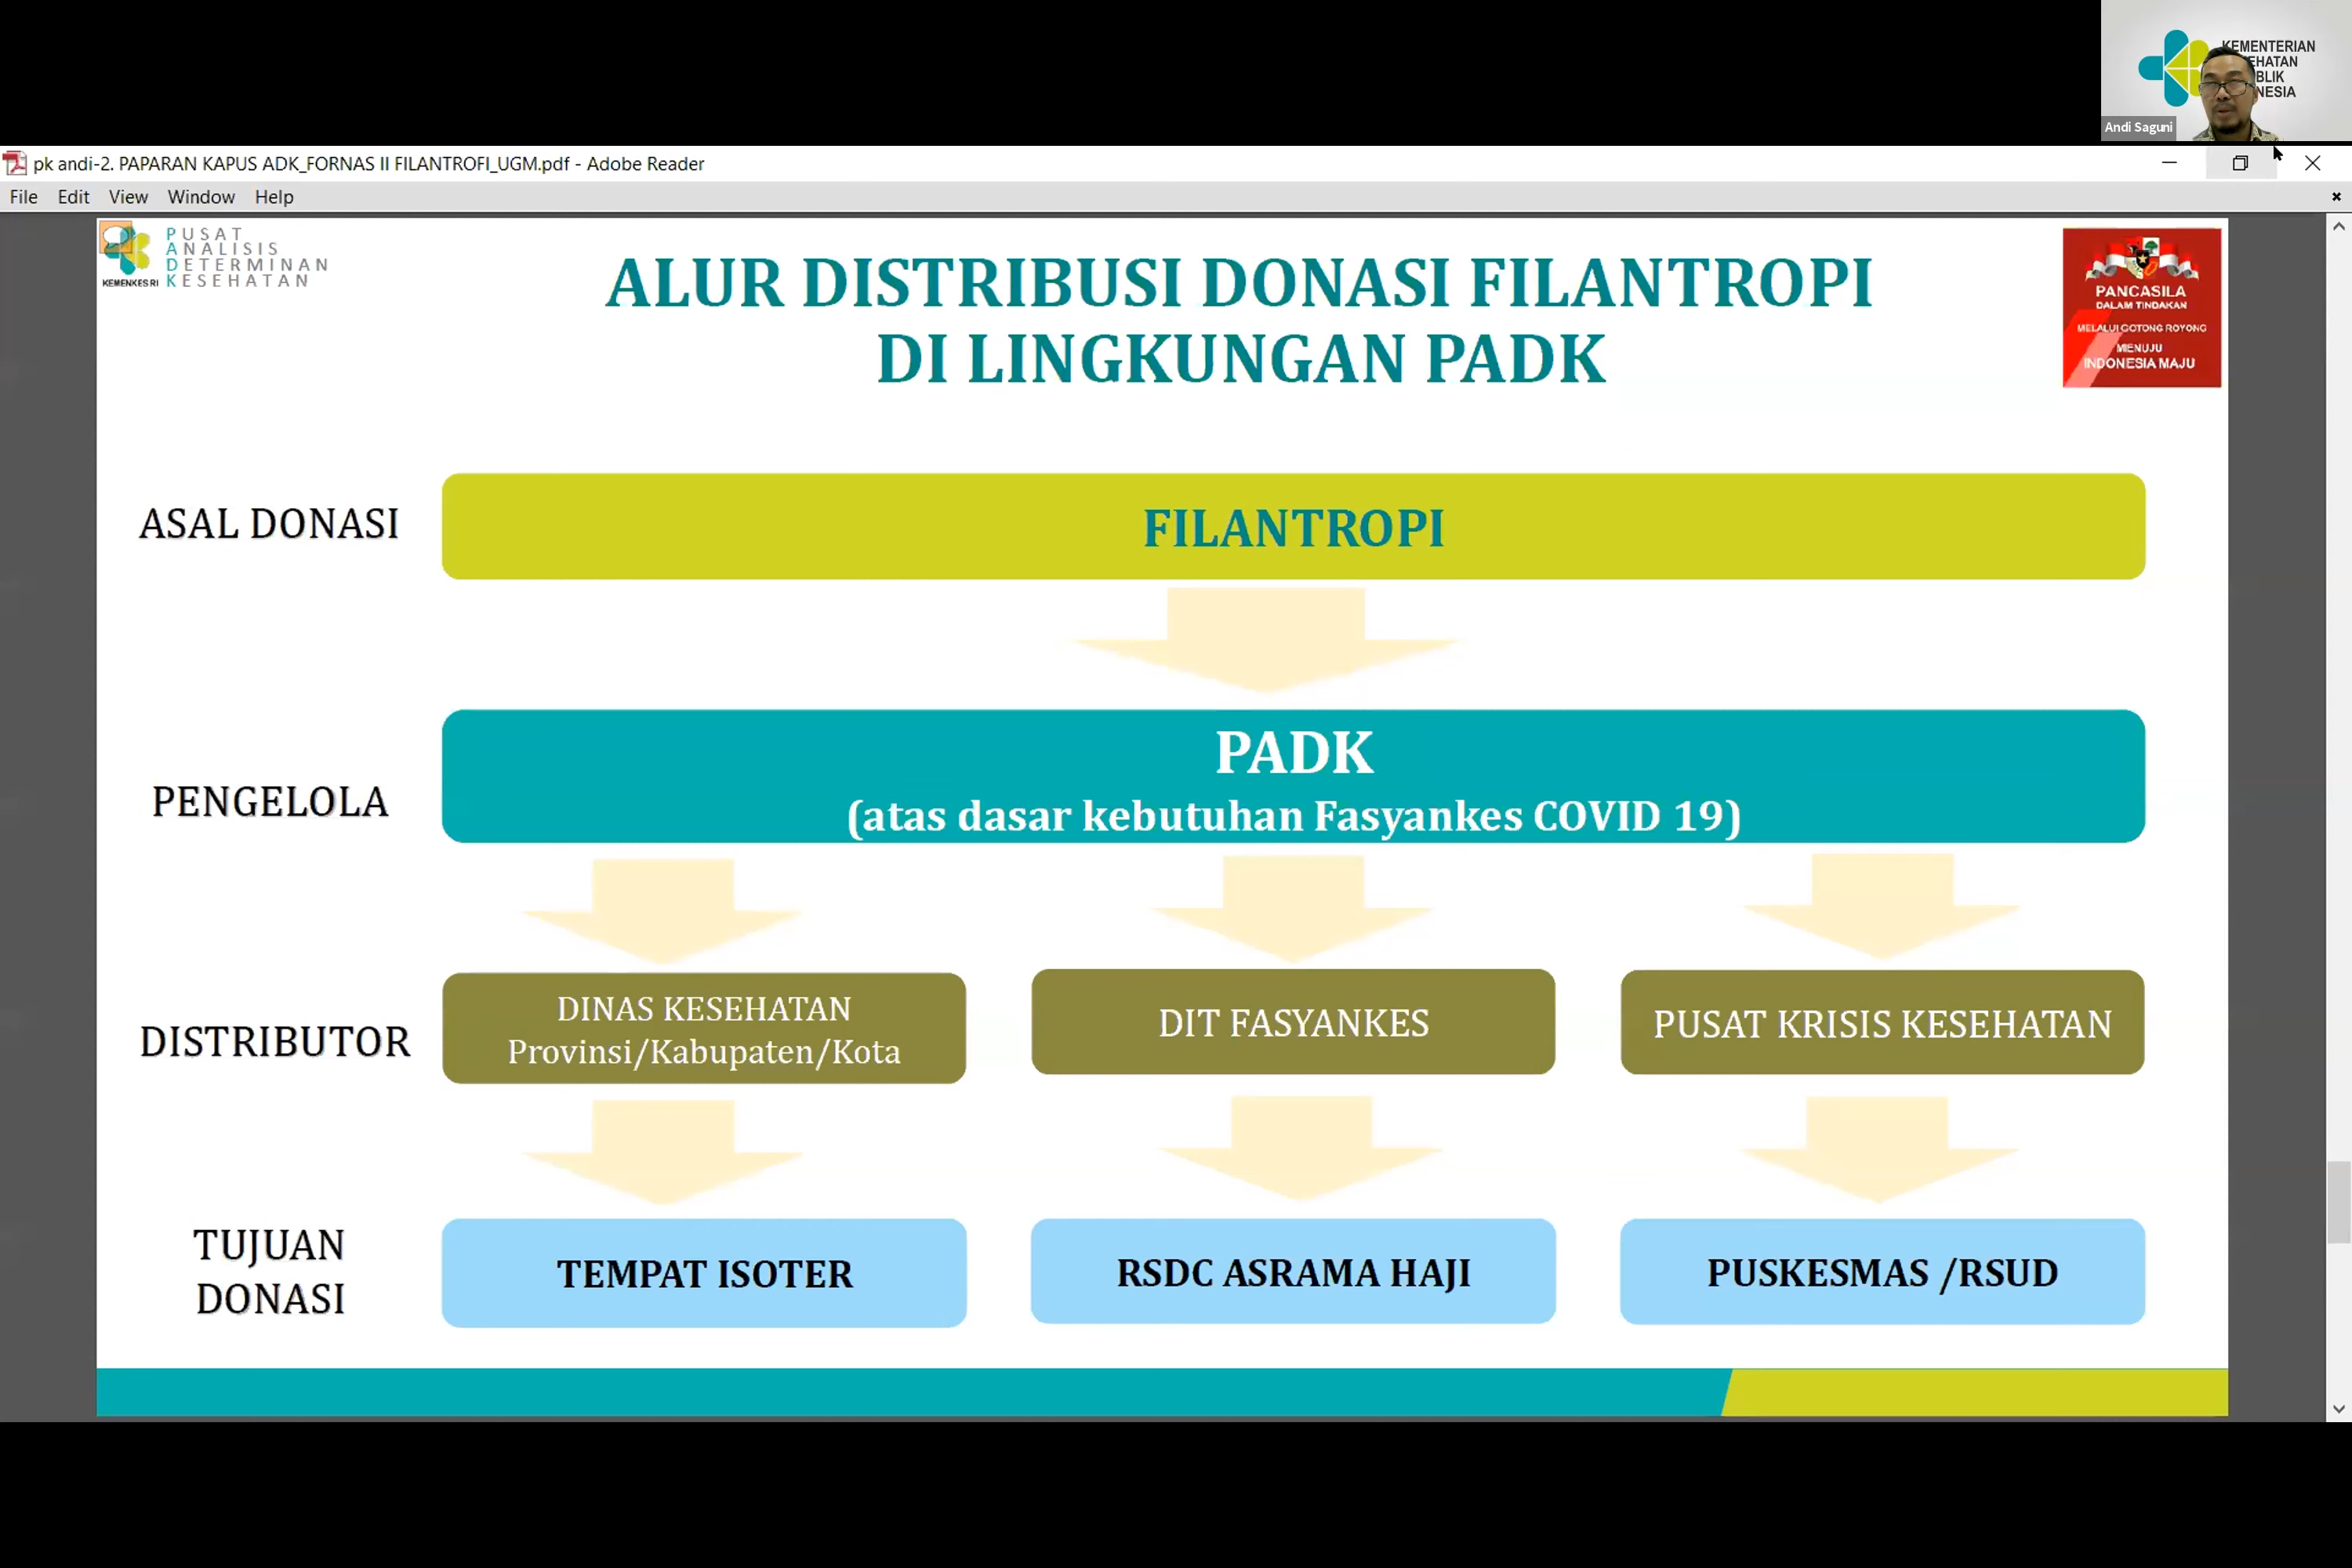 KEMENTERIAN
EHATAN
BLIK
NESIA
Andi Saguni
pk andi-2. PAPARAN KAPUS ADK_FORNAS II FILANTROFI_UGM.pdf - Adobe Reader
File Edit View Window Help
PUSAT
ANALISIS
DETERMINAN
KESEHATAN
KEMENKES RI
ALUR DISTRIBUSI DONASI FILANTROPI
DI LINGKUNGAN PADK
PANCASILA
DALAM TINDAKAN
MELALUI GOTONG ROYONG
MENUJU
INDONESIA MAJU
ASAL DONASI
FILANTROPI
PENGELOLA
PADK
(atas dasar kebutuhan Fasyankes COVID 19)
DISTRIBUTOR
DINAS KESEHATAN
Provinsi/Kabupaten/Kota
DIT FASYANKES
PUSAT KRISIS KESEHATAN
TUJUAN
DONASI
TEMPAT ISOTER
RSDC ASRAMA HAJI
PUSKESMAS /RSUD